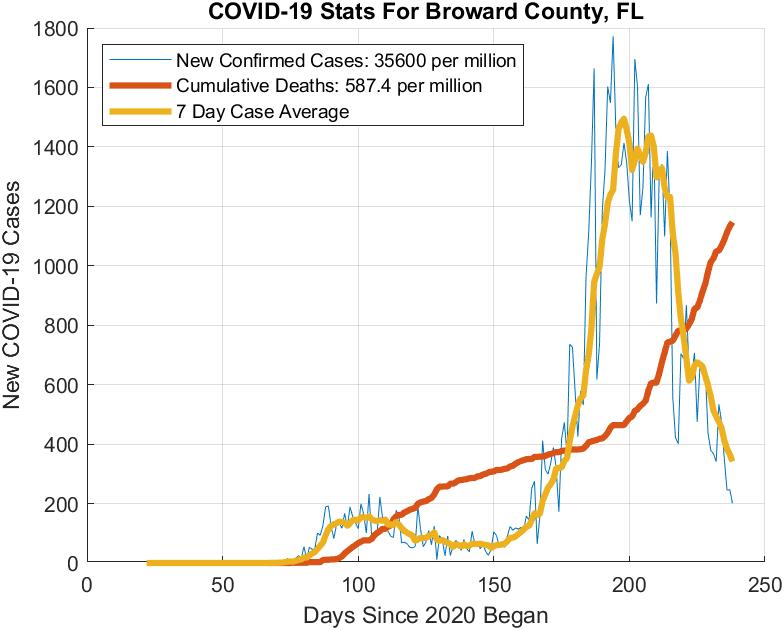 COVID-19 Stats For Broward County, FL
New Confirmed Cases: 35600 per million
Cumulative Deaths: 587.4 per million
7 Day Case Average
New COVID-19 Cases
1800
1600
1400
1200
1000
800
600
400
200
0
0 50 100 150 200 250
Days Since 2020 Began